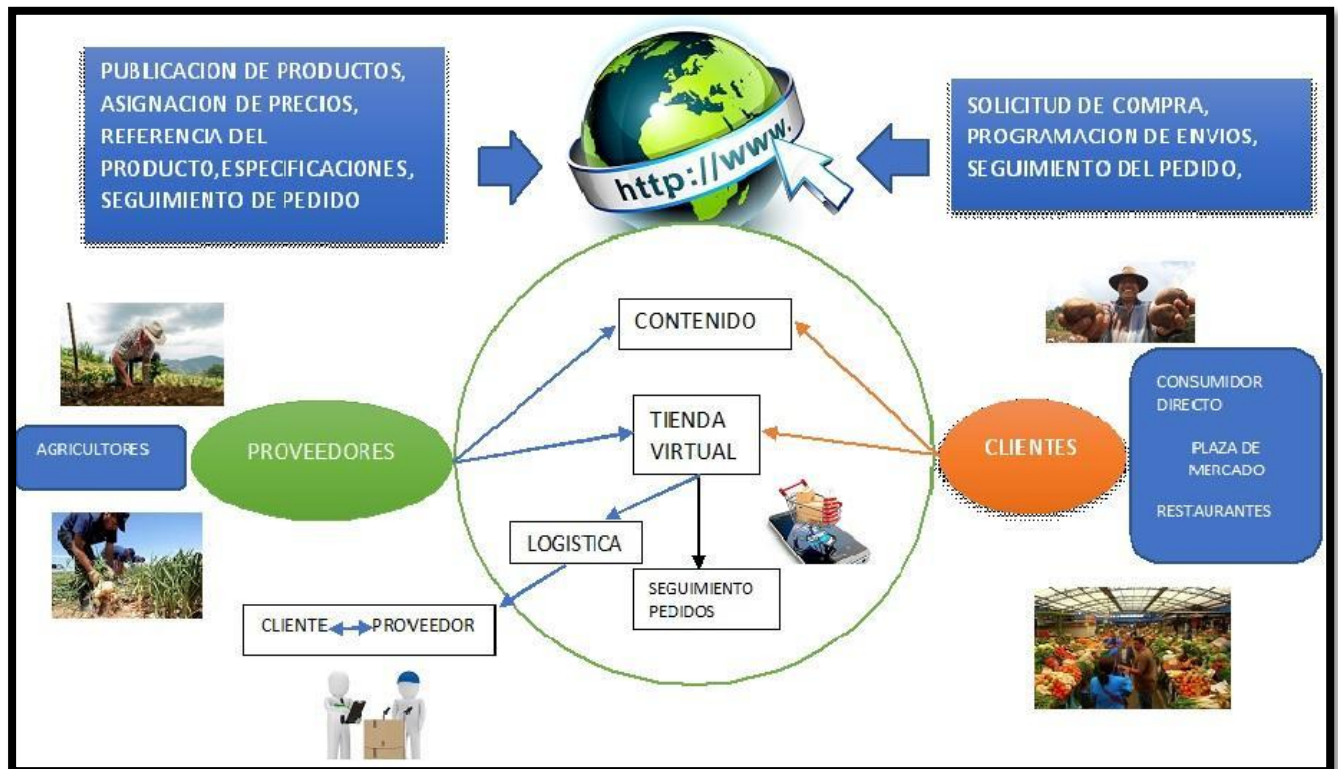 PUBLICACION DE PRODUCTOS,
ASIGNACION DE PRECIOS,
REFERENCIA DEL
PRODUCTO,ESPECIFICACIONES,
SEGUIMIENTO DE PEDIDO
http://www.
SOLICITUD DE COMPRA,
PROGRAMACION DE ENVIOS,
SEGUIMIENTO DEL PEDIDO,
CONTENIDO
TIENDA
VIRTUAL
AGRICULTORES
PROVEEDORES
CLIENTES
CONSUMIDOR
DIRECTO
PLAZA DE
MERCADO
RESTAURANTES
LOGISTICA
SEGUIMIENTO
PEDIDOS
CLIENTE PROVEEDOR